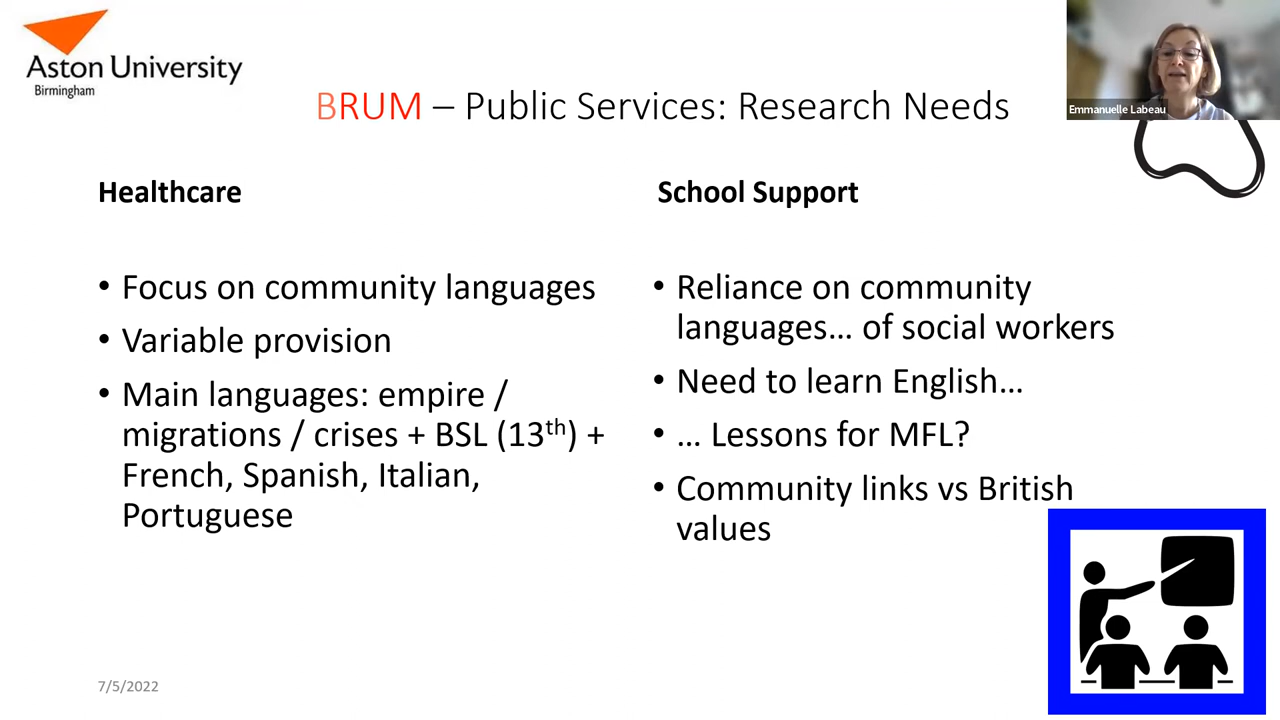 Aston University
Birmingham
BRUM – Public Services: Research Needs
Emmanuelle Labeau
Healthcare
• Focus on community languages
• Variable provision
• Main languages: empire /
migrations / crises + BSL (13th) +
French, Spanish, Italian,
Portuguese
School Support
• Reliance on community
languages… of social workers
• Need to learn English…
• … Lessons for MFL?
• Community links vs British
values
7/5/2022